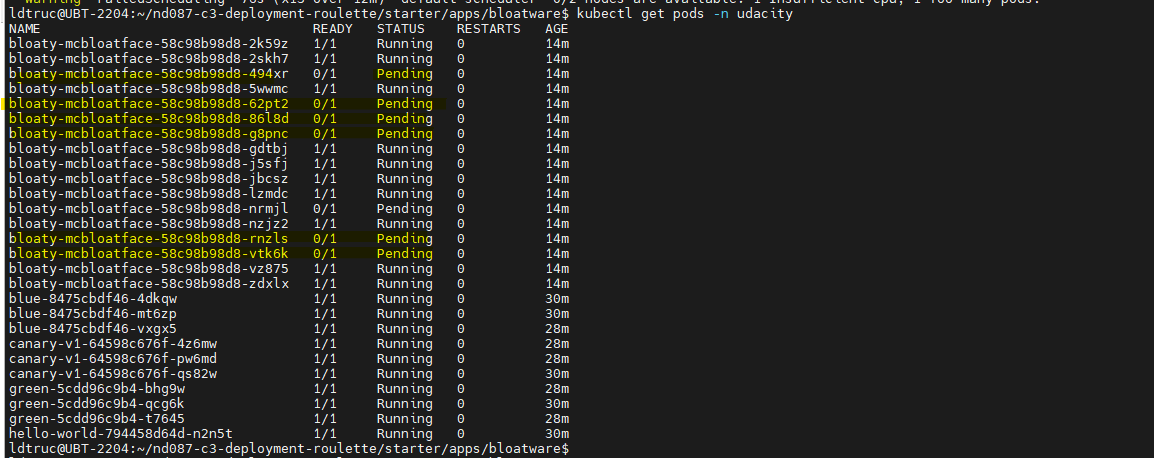 Warning FailedScheduling 70s (x13 over 12m) default-scheduler 0/2 nodes are available: 1 Insufficient cpu, 1 Too many pods.
ldtruc@UBT-2204:~/nd087-c3-deployment-roulette/starter/apps/bloatware$ kubectl get pods -n udacity
NAME READY STATUS RESTARTS AGE
bloaty-mcbloatface-58c98b98d8-2k59z 1/1 Running 0 14m
bloaty-mcbloatface-58c98b98d8-2skh7 1/1 Running 0 14m
bloaty-mcbloatface-58c98b98d8-494xr 0/1 Pending 0 14m
bloaty-mcbloatface-58c98b98d8-5wwmc 1/1 Running 0 14m
bloaty-mcbloatface-58c98b98d8-62pt2 0/1 Pending 0 14m
bloaty-mcbloatface-58c98b98d8-86l8d 0/1 Pending 0 14m
bloaty-mcbloatface-58c98b98d8-g8pnc 0/1 Pending 0 14m
bloaty-mcbloatface-58c98b98d8-gdtbj 1/1 Running 0 14m
bloaty-mcbloatface-58c98b98d8-j5sfj 1/1 Running 0 14m
bloaty-mcbloatface-58c98b98d8-jbcsz 1/1 Running 0 14m
bloaty-mcbloatface-58c98b98d8-lzmdc 1/1 Running 0 14m
bloaty-mcbloatface-58c98b98d8-nrmjl 0/1 Pending 0 14m
bloaty-mcbloatface-58c98b98d8-nzjz2 1/1 Running 0 14m
bloaty-mcbloatface-58c98b98d8-rnzls 0/1 Pending 0 14m
bloaty-mcbloatface-58c98b98d8-vtk6k 0/1 Pending 0 14m
bloaty-mcbloatface-58c98b98d8-vz875 1/1 Running 0 14m
bloaty-mcbloatface-58c98b98d8-zdxlx 1/1 Running 0 14m
blue-8475cbdf46-4dkqw 1/1 Running 0 30m
blue-8475cbdf46-mt6zp 1/1 Running 0 30m
blue-8475cbdf46-vxgx5 1/1 Running 0 28m
canary-v1-64598c676f-4z6mw 1/1 Running 0 28m
canary-v1-64598c676f-pw6md 1/1 Running 0 28m
canary-v1-64598c676f-qs82w 1/1 Running 0 30m
green-5cdd96c9b4-bhg9w 1/1 Running 0 28m
green-5cdd96c9b4-qcg6k 1/1 Running 0 30m
green-5cdd96c9b4-t7645 1/1 Running 0 28m
hello-world-794458d64d-n2n5t 1/1 Running 0 30m
ldtruc@UBT-2204:~/nd087-c3-deployment-roulette/starter/apps/bloatware$